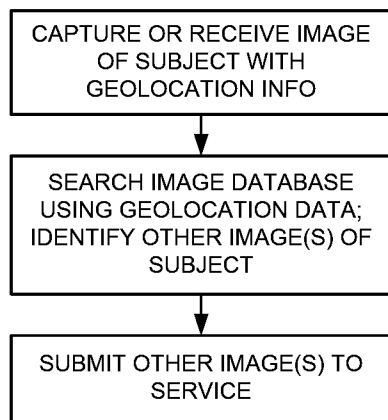 CAPTURE OR RECEIVE IMAGE
OF SUBJECT WITH
GEOLOCATION INFO
SEARCH IMAGE DATABASE
USING GEOLOCATION DATA;
IDENTIFY OTHER IMAGE(S) OF
SUBJECT
SUBMIT OTHER IMAGE(S) TO
SERVICE